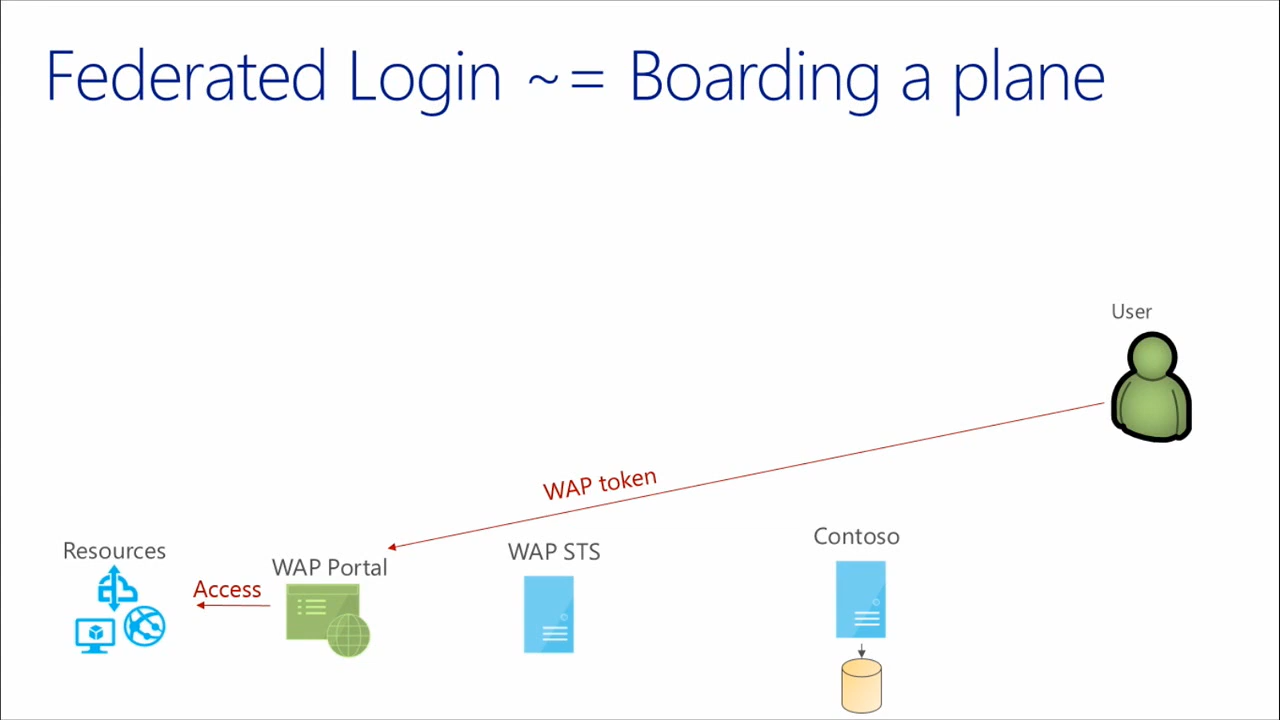 Federated Login ~= Boarding a plane
User
WAP token
Contoso
Resources
WAP STS
WAP Portal
Access